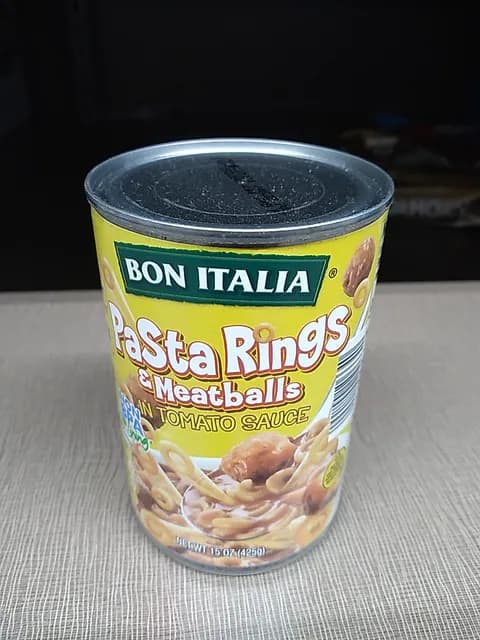 BON ITALIA®
Pasta Rings
& Meatballs
IN TOMATO SAUCE
NET WT 15 OZ (425g)